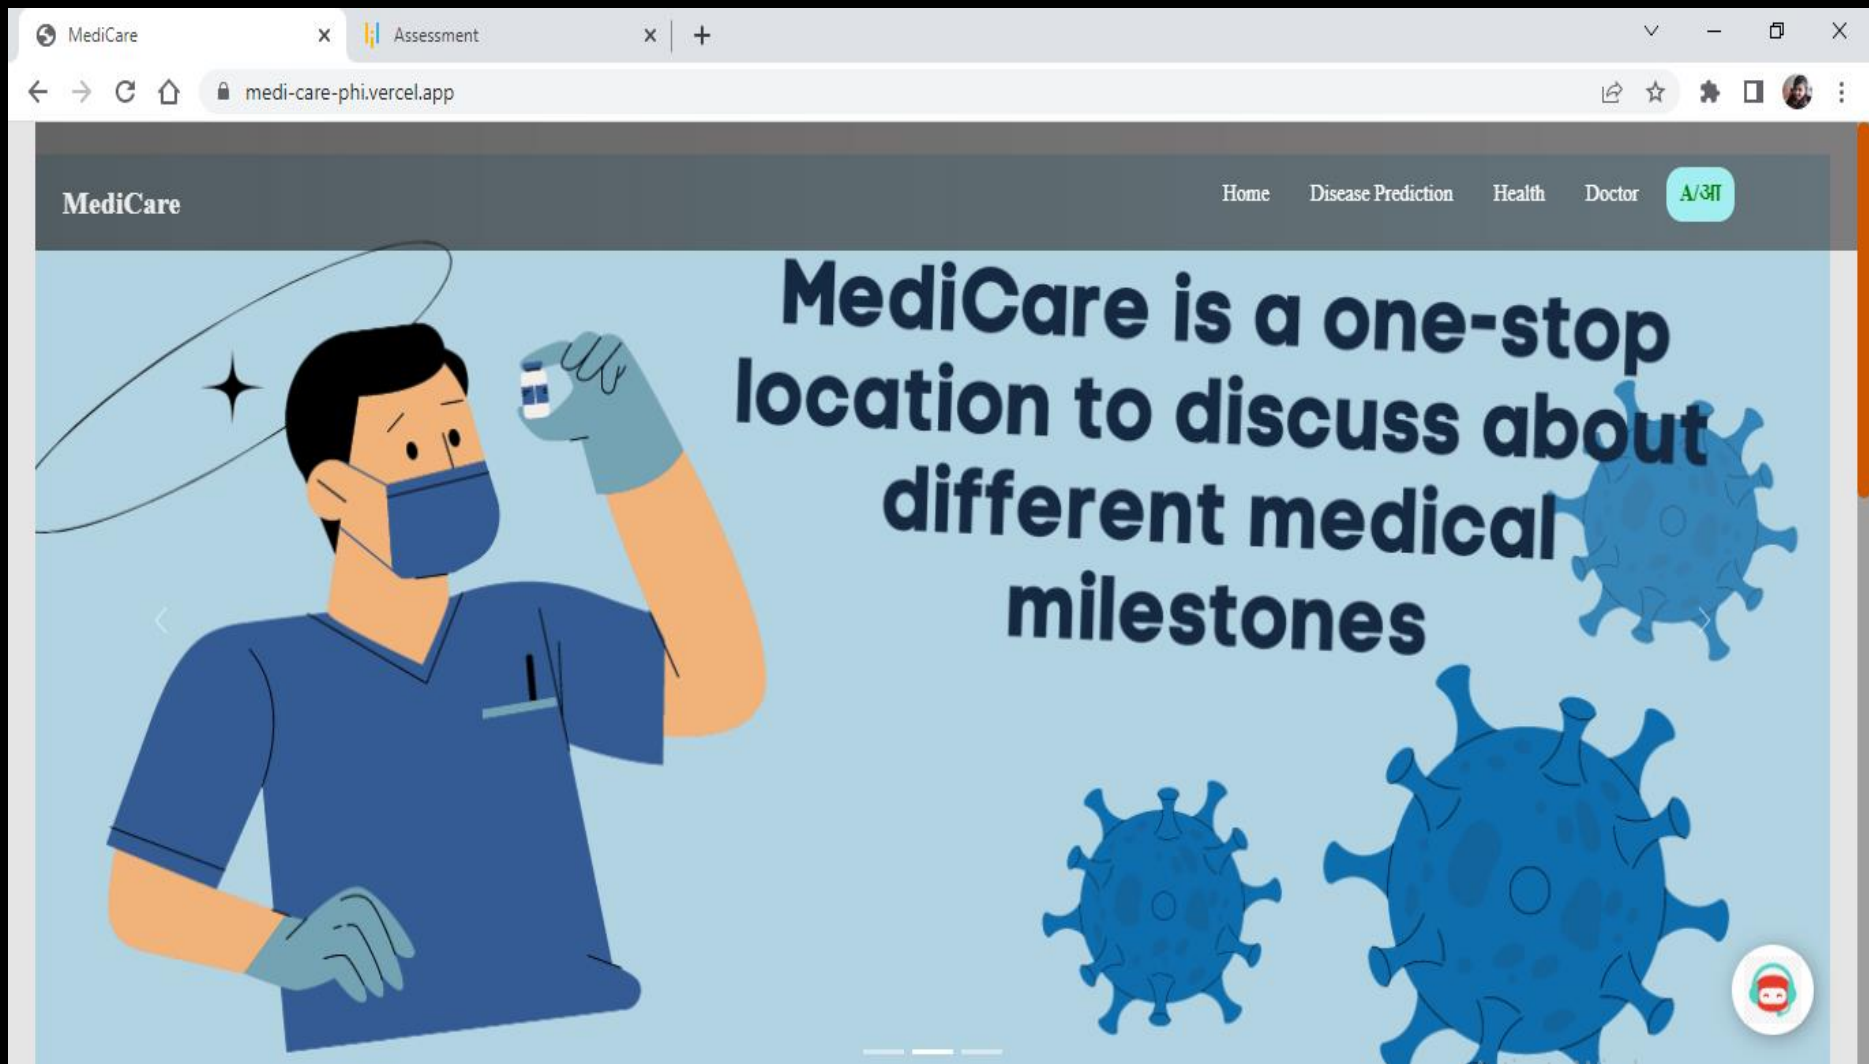 MediCare
Assessment
medi-care-phi.vercel.app
MediCare
Home Disease Prediction Health Doctor A/आ
MediCare is a one-stop
location to discuss about
different medical
milestones